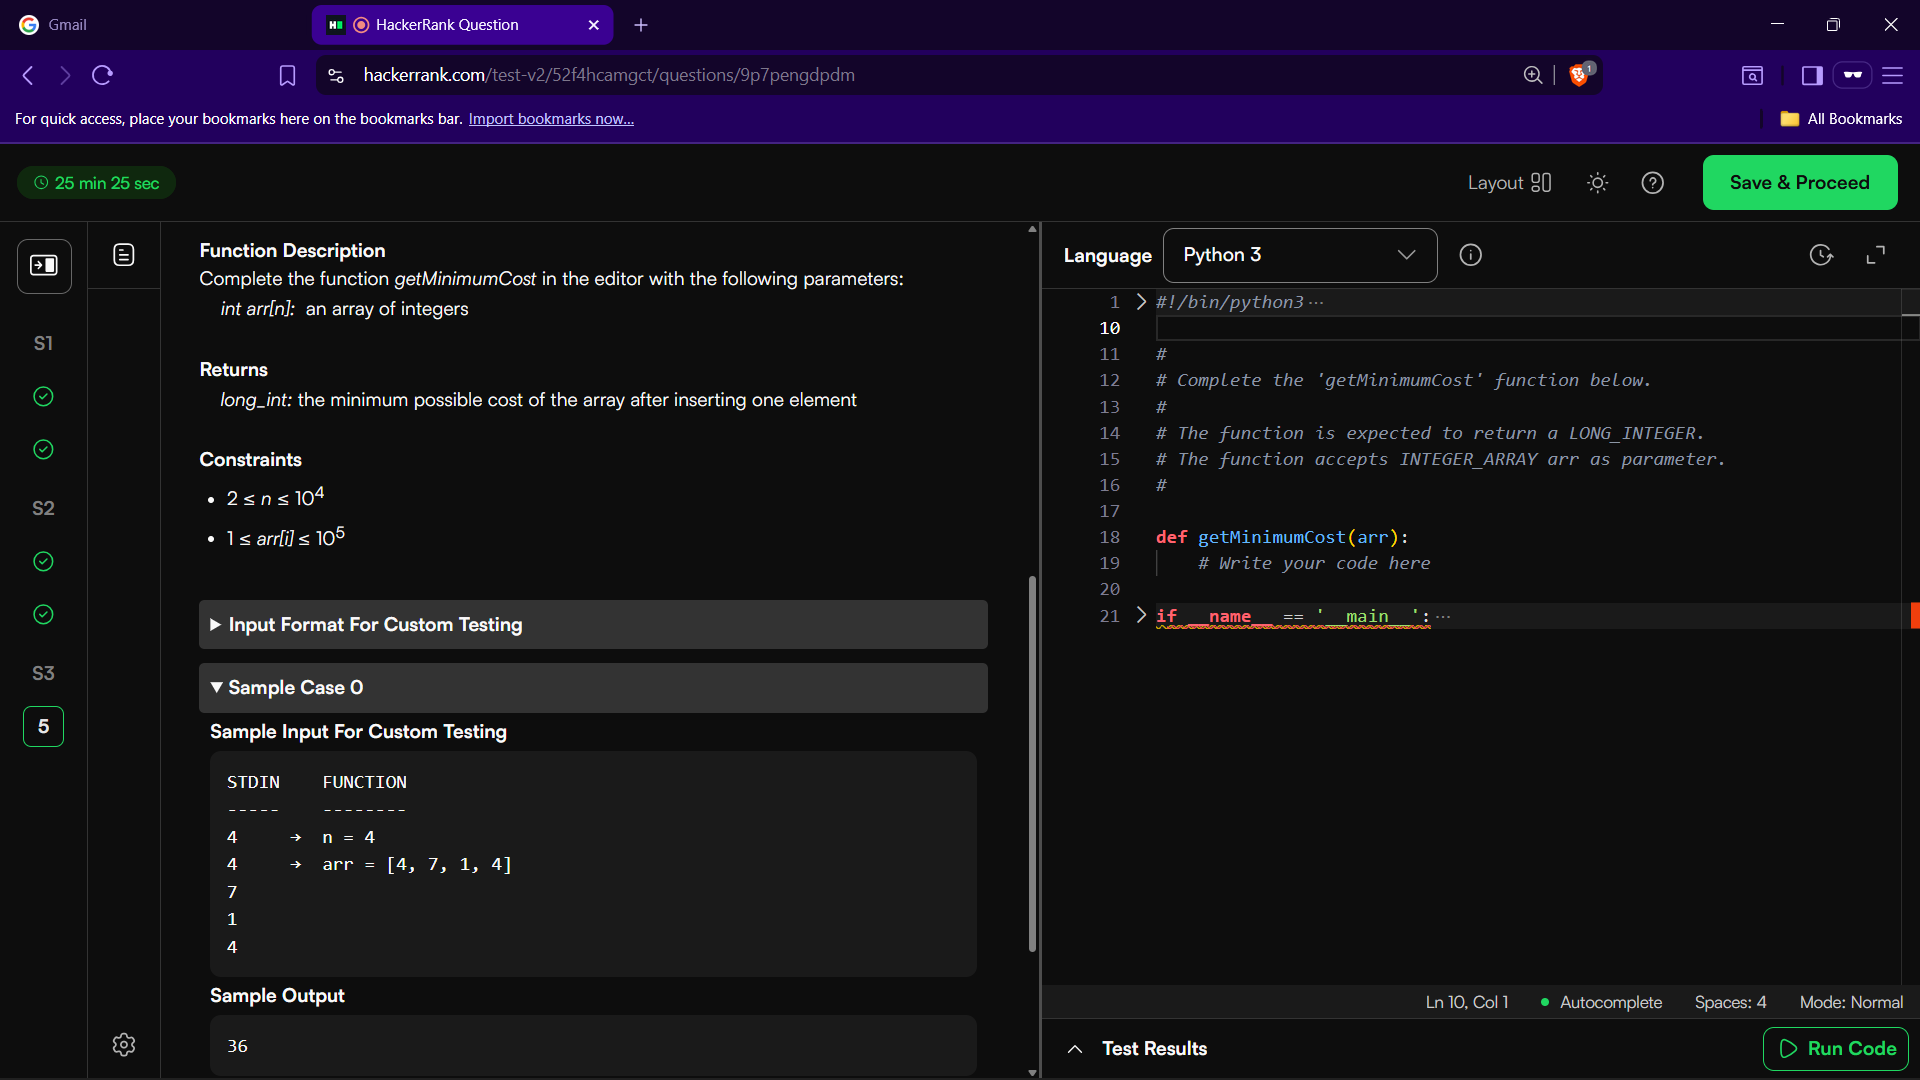 Gmail
HackerRank Question
hackerrank.com/test-v2/52f4hcamgct/questions/9p7pengdpdm
1
For quick access, place your bookmarks here on the bookmarks bar. Import bookmarks now...
All Bookmarks
25 min 25 sec
Layout
Save & Proceed
S1
S2
S3
5
Function Description
Complete the function getMinimumCost in the editor with the following parameters:
int arr[n]: an array of integers
Returns
long_int: the minimum possible cost of the array after inserting one element
Constraints
• 2 ≤ n ≤ 10^4
• 1 ≤ arr[i] ≤ 10^5
Input Format For Custom Testing
Sample Case 0
Sample Input For Custom Testing
STDIN    FUNCTION
-----    --------
4    →  n = 4
4    →  arr = [4, 7, 1, 4]
7
1
4
Sample Output
36
Language
Python 3
1 #!/bin/python3 ...
10
11 #
12 # Complete the 'getMinimumCost' function below.
13 #
14 # The function is expected to return a LONG_INTEGER.
15 # The function accepts INTEGER_ARRAY arr as parameter.
16 #
17
18 def getMinimumCost(arr):
19     # Write your code here
20
21 if __name__ == '__main__': ...
Ln 10, Col 1
Autocomplete
Spaces: 4
Mode: Normal
Test Results
Run Code